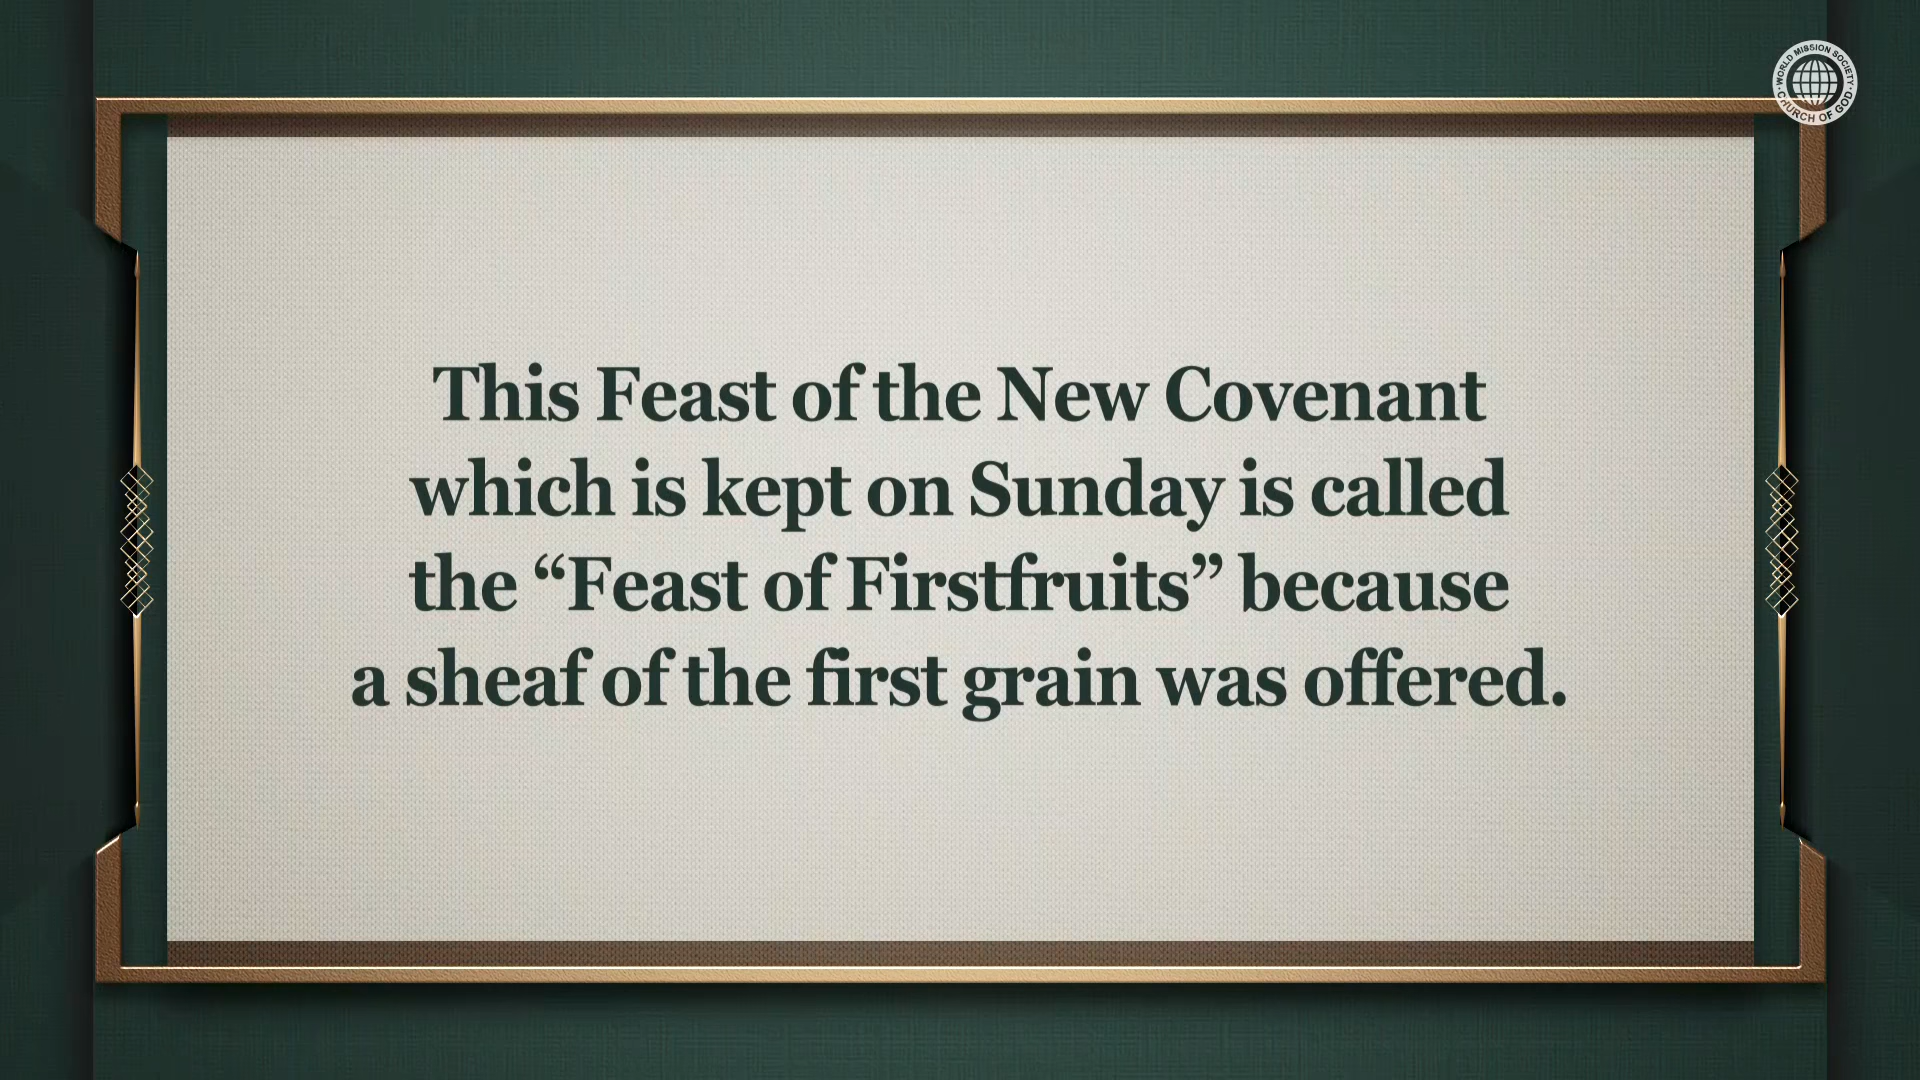 WORLD MISSION SOCIETY
CHURCH OF GOD
This Feast of the New Covenant
which is kept on Sunday is called
the “Feast of Firstfruits” because
a sheaf of the first grain was offered.